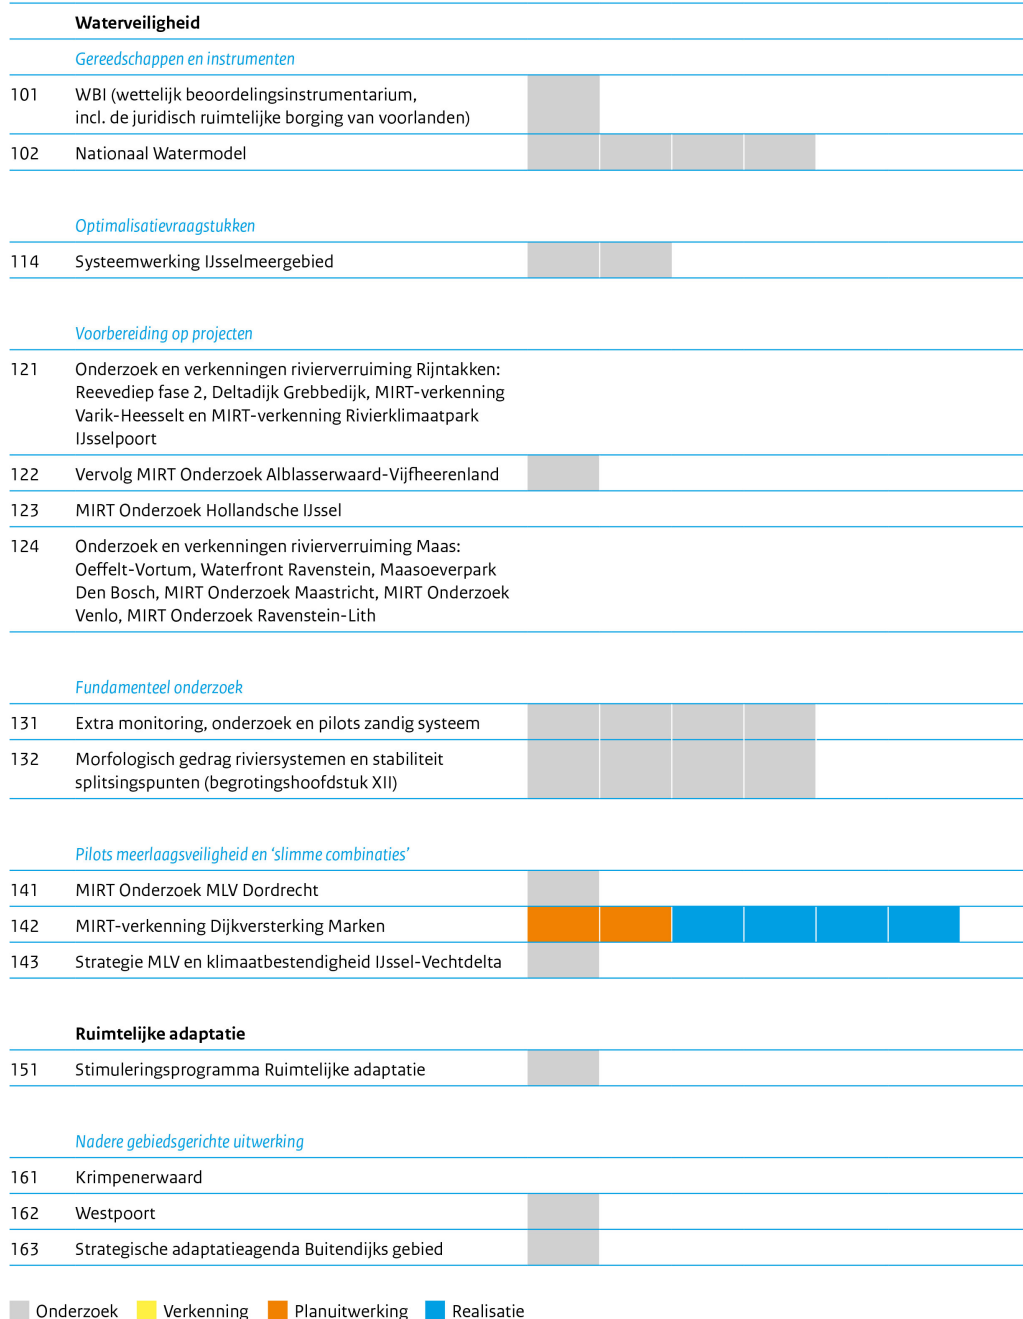 Waterveiligheid
Gereedschappen en instrumenten
101 WBI (wettelijk beoordelingsinstrumentarium,
incl. de juridisch ruimtelijke borging van voorlanden)
102 Nationaal Watermodel
Optimalisatievraagstukken
114 Systeemwerking IJsselmeergebied
Voorbereiding op projecten
121 Onderzoek en verkenningen rivierverruiming Rijntakken:
Reevediep fase 2, Deltadijk Grebbedijk, MIRT-verkenning
Varik-Heesselt en MIRT-verkenning Rivierklimaatpark
IJsselpoort
122 Vervolg MIRT Onderzoek Alblasserwaard-Vijfheerenland
123 MIRT Onderzoek Hollandsche IJssel
124 Onderzoek en verkenningen rivierverruiming Maas:
Oeffelt-Vortum, Waterfront Ravenstein, Maasoeverpark
Den Bosch, MIRT Onderzoek Maastricht, MIRT Onderzoek
Venlo, MIRT Onderzoek Ravenstein-Lith
Fundamenteel onderzoek
131 Extra monitoring, onderzoek en pilots zandig systeem
132 Morfologisch gedrag riviersystemen en stabiliteit
splitsingspunten (begrotingshoofdstuk XII)
Pilots meerlaagsveiligheid en ‘slimme combinaties’
141 MIRT Onderzoek MLV Dordrecht
142 MIRT-verkenning Dijkversterking Marken
143 Strategie MLV en klimaatbestendigheid IJssel-Vechtdelta
Ruimtelijke adaptatie
151 Stimuleringsprogramma Ruimtelijke adaptatie
Nadere gebiedsgerichte uitwerking
161 Krimpenerwaard
162 Westpoort
163 Strategische adaptatieagenda Buitendijks gebied
Onderzoek Verkenning Planuitwerking Realisatie